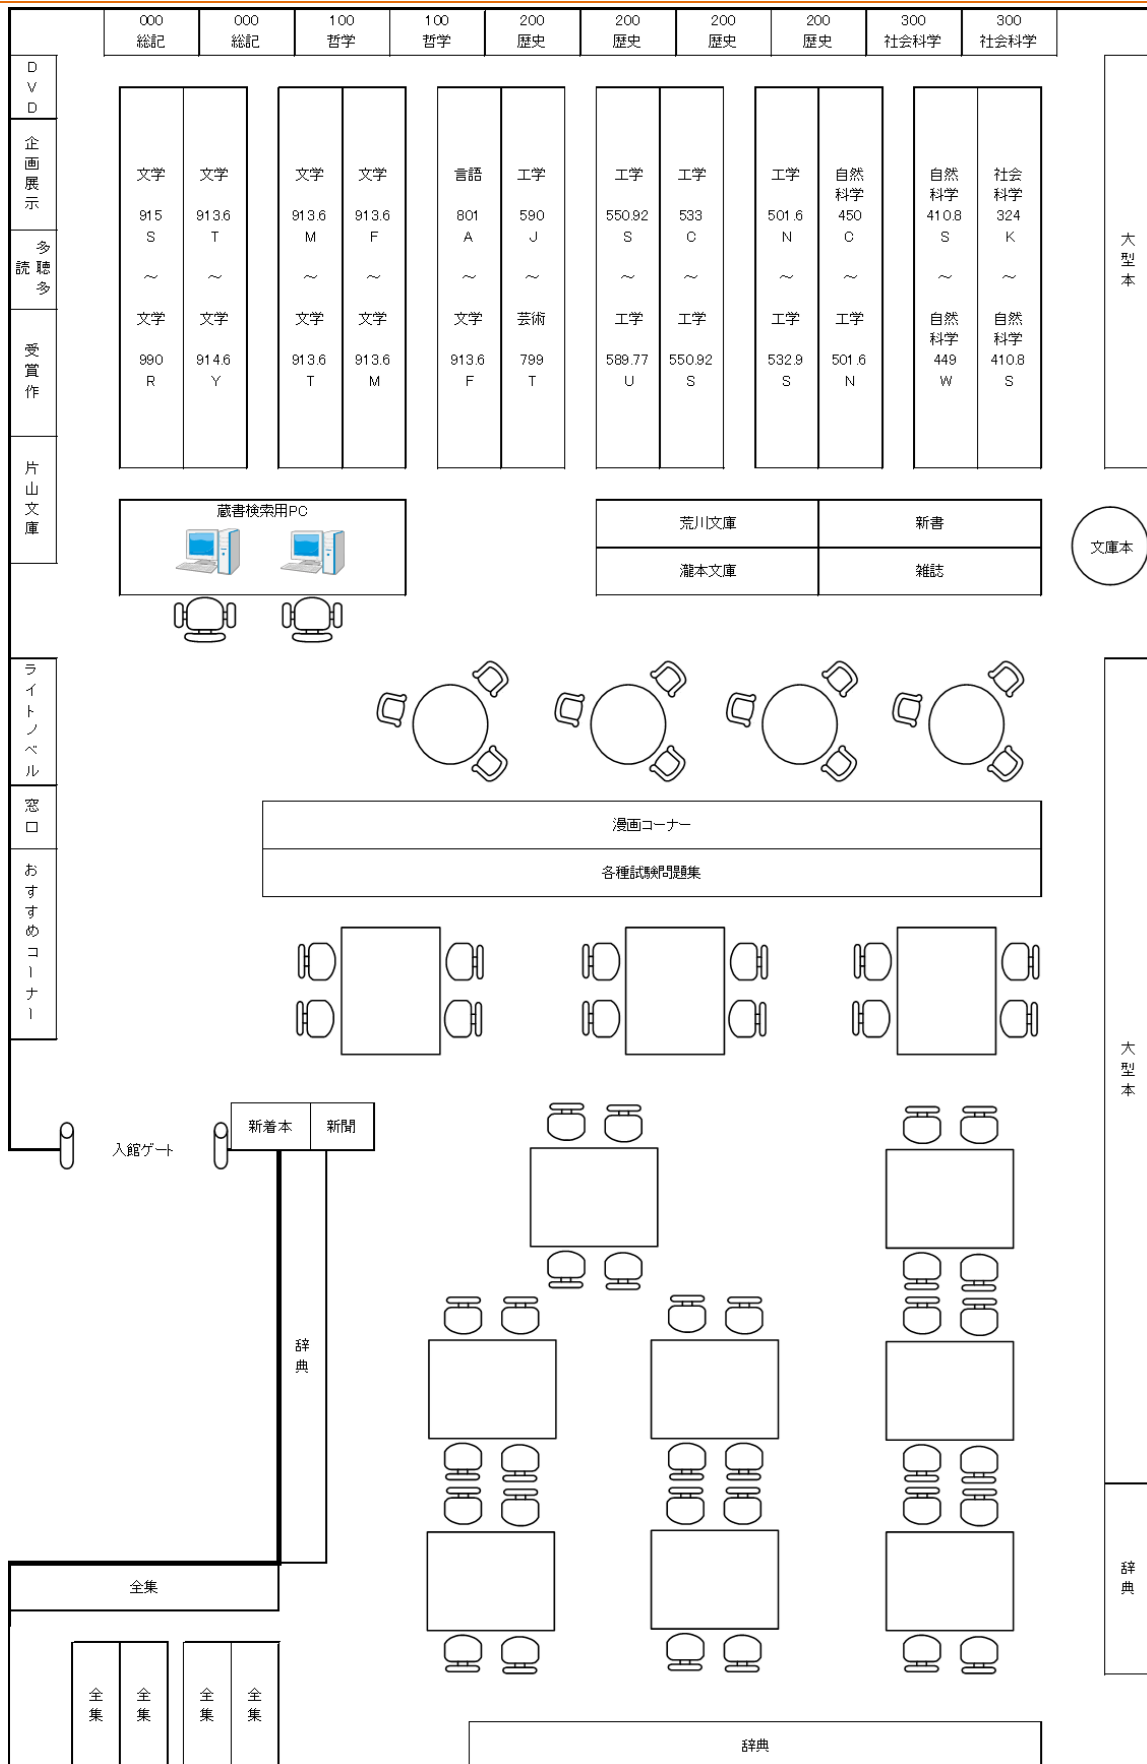 000 000 100 100 200 200 200 200 300 300
総記 総記 哲学 哲学 歴史 歴史 歴史 歴史 社会科学 社会科学
DVD
企画展示
多聴多読
受賞作
片山文庫
文学
915
S
~
文学
990
R
文学
913.6
T
~
文学
914.6
Y
文学
913.6
M
~
文学
913.6
T
文学
913.6
F
~
文学
913.6
M
言語
801
A
~
文学
913.6
F
工学
590
J
~
芸術
799
T
工学
550.92
S
~
工学
589.77
U
工学
533
C
~
工学
550.92
S
工学
501.6
N
~
工学
532.9
S
自然
科学
450
C
~
工学
501.6
N
自然
科学
410.8
S
~
自然
科学
449
W
社会
科学
324
K
~
自然
科学
410.8
S
大型本
蔵書検索用PC
荒川文庫
新書
瀧本文庫
雑誌
文庫本
ライトノベル
窓口
おすすめコーナー
漫画コーナー
各種試験問題集
大型本
入館ゲート
新着本
新聞
辞典
全集
全集
全集
全集
全集
辞典
辞典